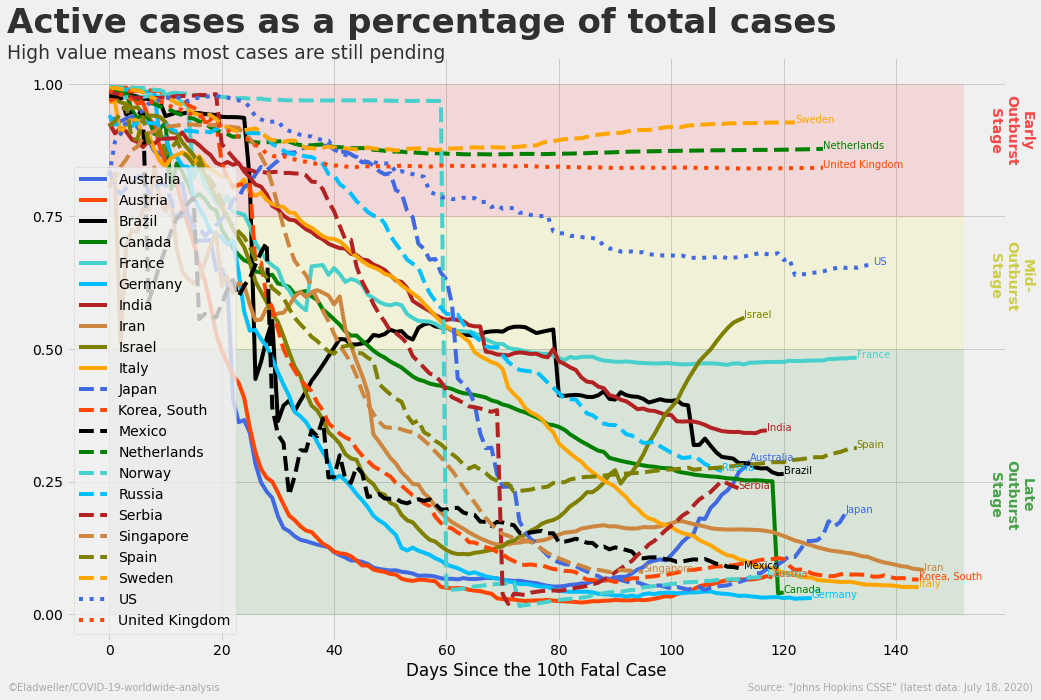 Active cases as a percentage of total cases
High value means most cases are still pending
1.00
0.75
0.50
0.25
0.00
0
20
40
60
80
100
120
140
Days Since the 10th Fatal Case
Australia
Austria
Brazil
Canada
France
Germany
India
Iran
Israel
Italy
Japan
Korea, South
Mexico
Netherlands
Norway
Russia
Serbia
Singapore
Spain
Sweden
US
United Kingdom
Sweden
Netherlands
United Kingdom
US
Israel
France
India
Spain
Australia
Russia
Brazil
Serbia
Japan
Mexico
Singapore
Austria
Iran
Korea, South
Italy
Canada
Germany
Early
Outburst
Stage
Mid-
Outburst
Stage
Late
Outburst
Stage
©Eladweller/COVID-19-worldwide-analysis
Source: "Johns Hopkins CSSE" (latest data: July 18, 2020)